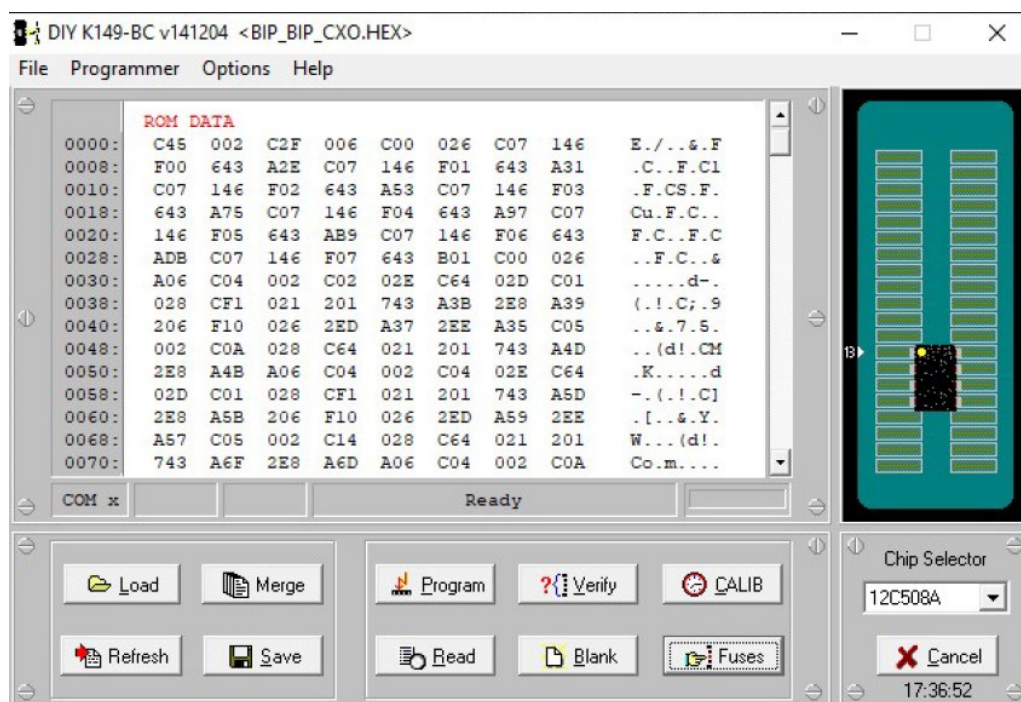 DIY K149-BC v141204 <BIP_BIP_CXO.HEX>
File Programmer Options Help
ROM DATA
0000: C45 002 C2F 006 C00 026 C07 146 E./..&.F
0008: F00 643 A2E C07 146 F01 643 A31 .C..F.C1
0010: C07 146 F02 643 A53 C07 146 F03 .F.CS.F.
0018: 643 A75 C07 146 F04 643 A97 C07 Cu.F.C..
0020: 146 F05 643 AB9 C07 146 F06 643 F.C..F.C
0028: ADB C07 146 F07 643 B01 C00 026 ..F.C..&
0030: A06 C04 002 C02 02E C64 02D C01 .....d-.
0038: 028 CF1 021 201 743 A3B 2E8 A39 (.!.C;.9
0040: 206 F10 026 2ED A37 2EE A35 C05 ..&.7.5.
0048: 002 C0A 028 C64 021 201 743 A4D ..(d!.CM
0050: 2E8 A4B A06 C04 002 C04 02E C64 .K.....d
0058: 02D C01 028 CF1 021 201 743 A5D -.(.!.C]
0060: 2E8 A5B 206 F10 026 2ED A59 2EE .[..&.Y.
0068: A57 C05 002 C14 028 C64 021 201 W...(d!.
0070: 743 A6F 2E8 A6D A06 C04 002 C0A Co.m....
13
COM x Ready
Load Merge Program Verify CALIB
Refresh Save Read Blank Fuses
Chip Selector
12C508A
Cancel
17:36:52